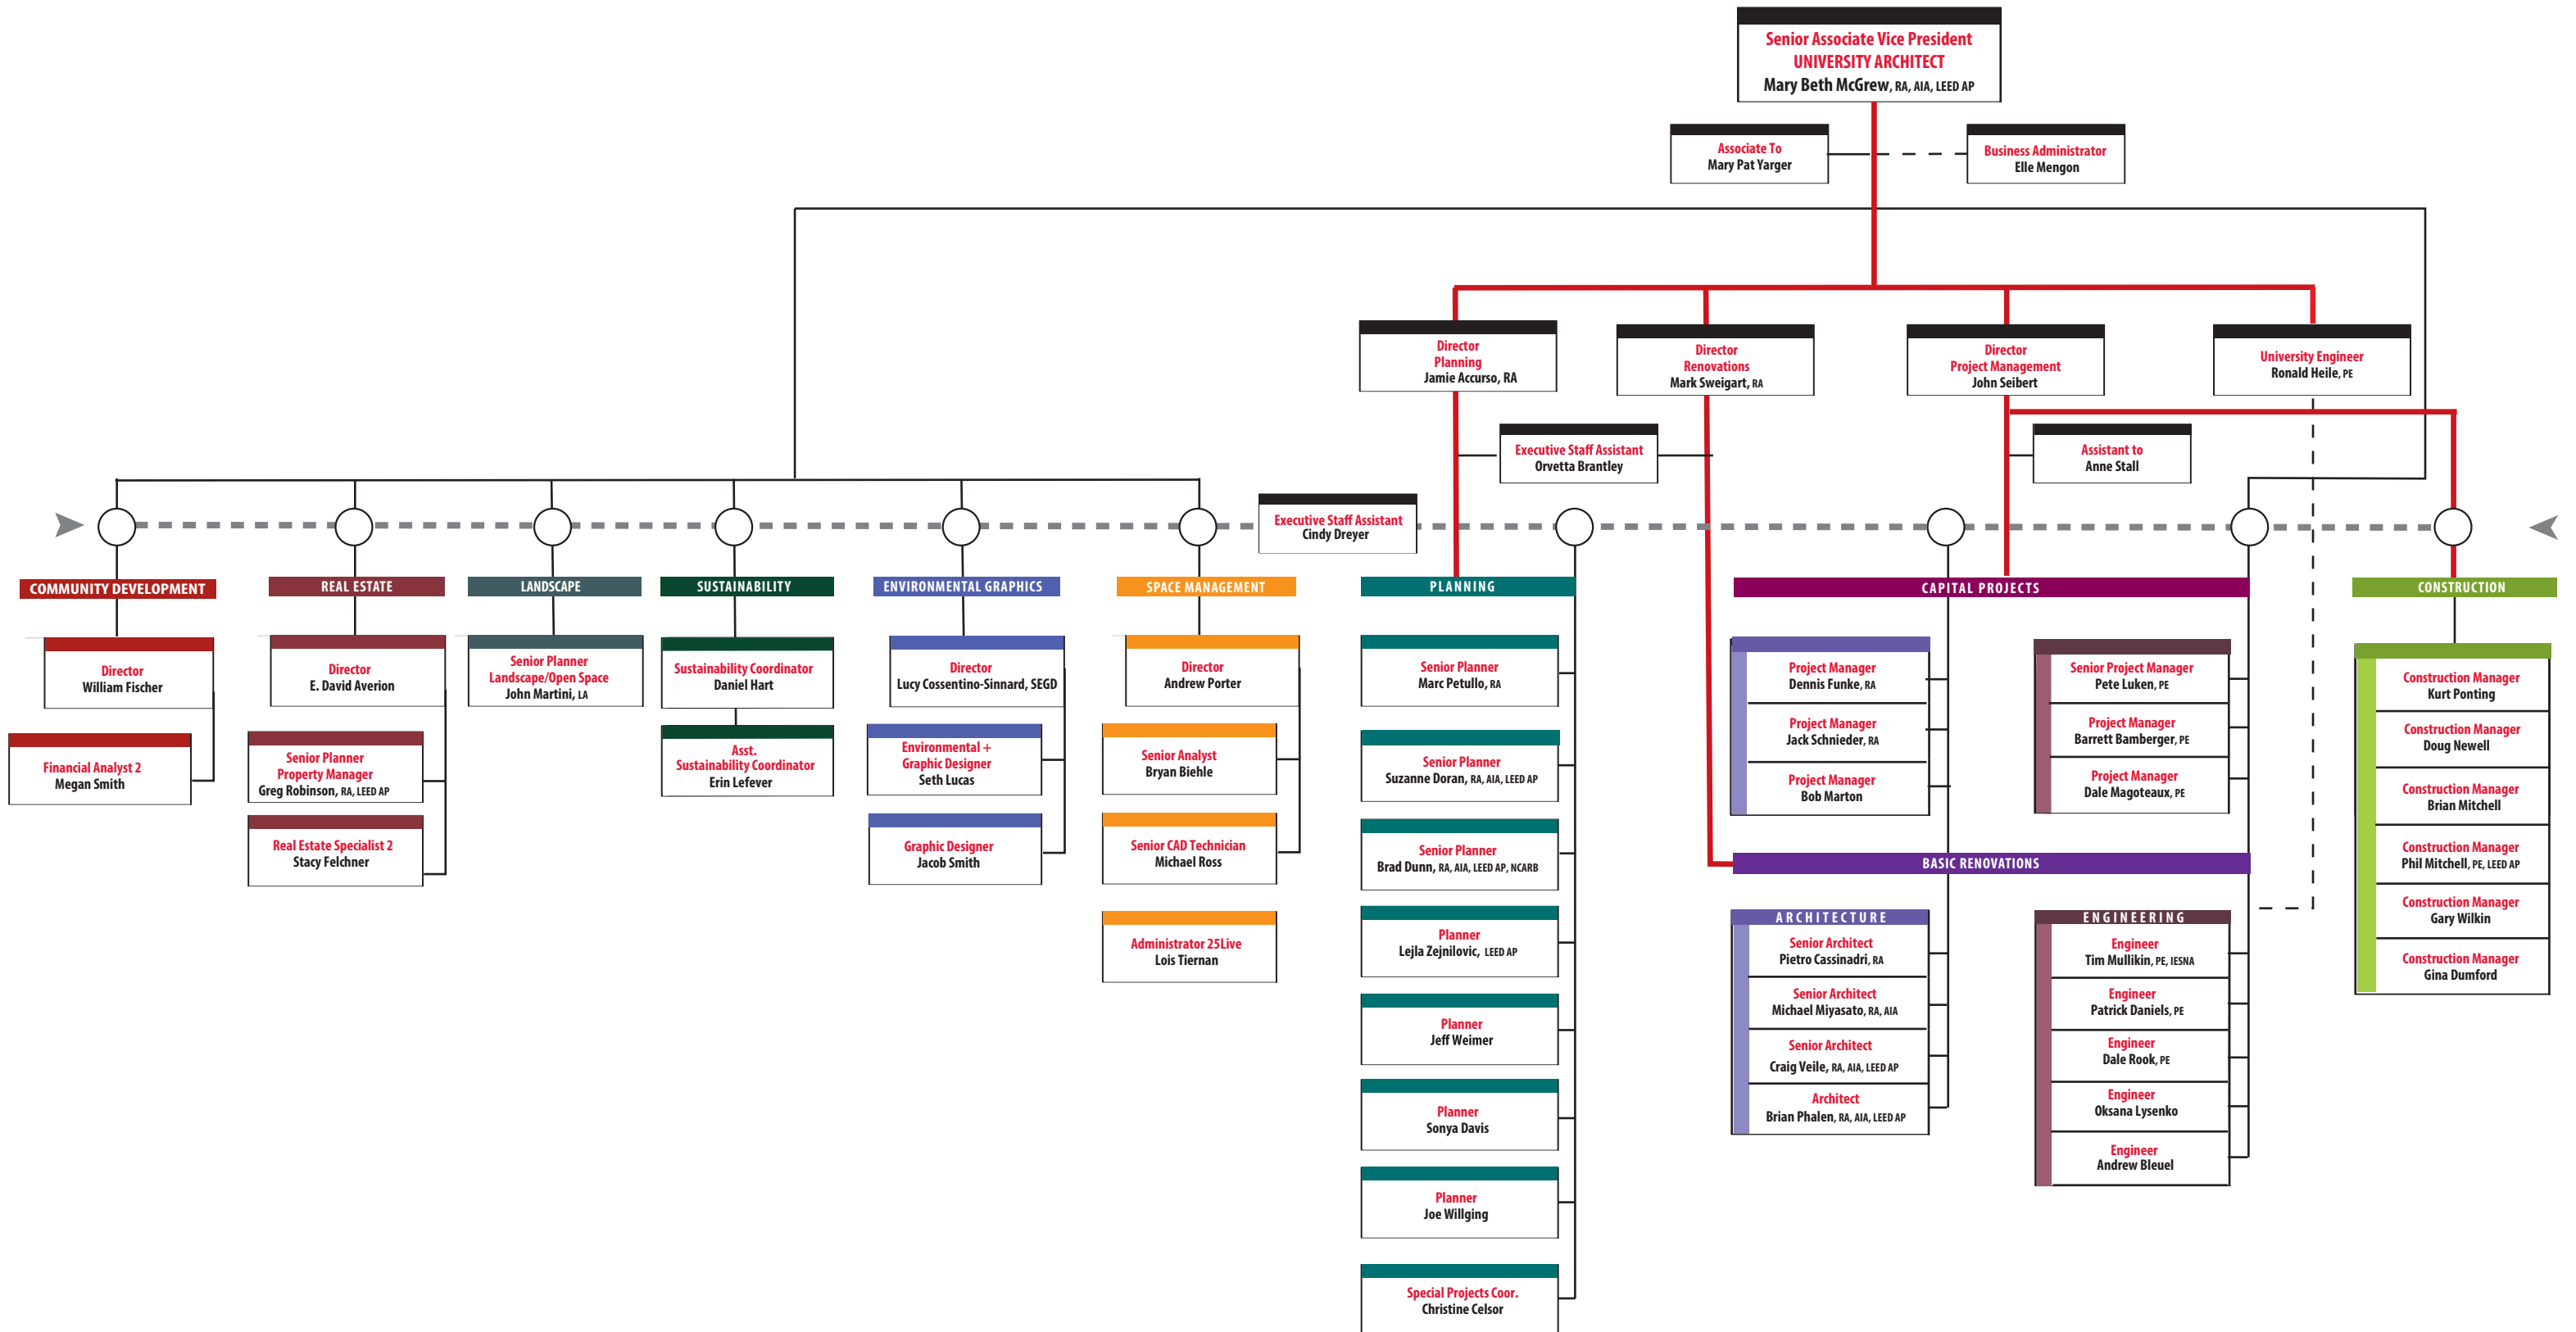 Senior Associate Vice President
UNIVERSITY ARCHITECT
Mary Beth McGrew, RA, AIA, LEED AP
Associate To
Mary Pat Yarger
Business Administrator
Elle Mengon
Director
Planning
Jamie Accurso, RA
Director
Renovations
Mark Sweigart, RA
Director
Project Management
John Seibert
University Engineer
Ronald Heile, PE
Executive Staff Assistant
Orvetta Brantley
Assistant to
Anne Stall
Executive Staff Assistant
Cindy Dreyer
COMMUNITY DEVELOPMENT
Director
William Fischer
Financial Analyst 2
Megan Smith
REAL ESTATE
Director
E. David Averion
Senior Planner
Property Manager
Greg Robinson, RA, LEED AP
Real Estate Specialist 2
Stacy Felchner
LANDSCAPE
Senior Planner
Landscape/Open Space
John Martini, LA
SUSTAINABILITY
Sustainability Coordinator
Daniel Hart
Asst.
Sustainability Coordinator
Erin Lefever
ENVIRONMENTAL GRAPHICS
Director
Lucy Cossentino-Sinnard, SEGD
Environmental +
Graphic Designer
Seth Lucas
Graphic Designer
Jacob Smith
SPACE MANAGEMENT
Director
Andrew Porter
Senior Analyst
Bryan Biehle
Senior CAD Technician
Michael Ross
Administrator 25Live
Lois Tiernan
PLANNING
Senior Planner
Marc Petullo, RA
Senior Planner
Suzanne Doran, RA, AIA, LEED AP
Senior Planner
Brad Dunn, RA, AIA, LEED AP, NCARB
Planner
Lejla Zejnilovic, LEED AP
Planner
Jeff Weimer
Planner
Sonya Davis
Planner
Joe Willging
Special Projects Coor.
Christine Celsor
CAPITAL PROJECTS
Project Manager
Dennis Funke, RA
Project Manager
Jack Schnieder, RA
Project Manager
Bob Marton
Senior Project Manager
Pete Luken, PE
Project Manager
Barrett Bamberger, PE
Project Manager
Dale Magoteaux, PE
BASIC RENOVATIONS
ARCHITECTURE
Senior Architect
Pietro Cassinadri, RA
Senior Architect
Michael Miyasato, RA, AIA
Senior Architect
Craig Veile, RA, AIA, LEED AP
Architect
Brian Phalen, RA, AIA, LEED AP
ENGINEERING
Engineer
Tim Mullikin, PE, IESNA
Engineer
Patrick Daniels, PE
Engineer
Dale Rook, PE
Engineer
Oksana Lysenko
Engineer
Andrew Bleuel
CONSTRUCTION
Construction Manager
Kurt Ponting
Construction Manager
Doug Newell
Construction Manager
Brian Mitchell
Construction Manager
Phil Mitchell, PE, LEED AP
Construction Manager
Gary Wilkin
Construction Manager
Gina Dumford